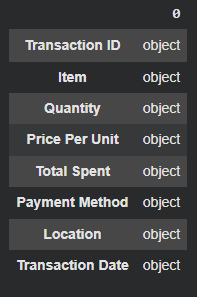 0
Transaction ID object
Item object
Quantity object
Price Per Unit object
Total Spent object
Payment Method object
Location object
Transaction Date object